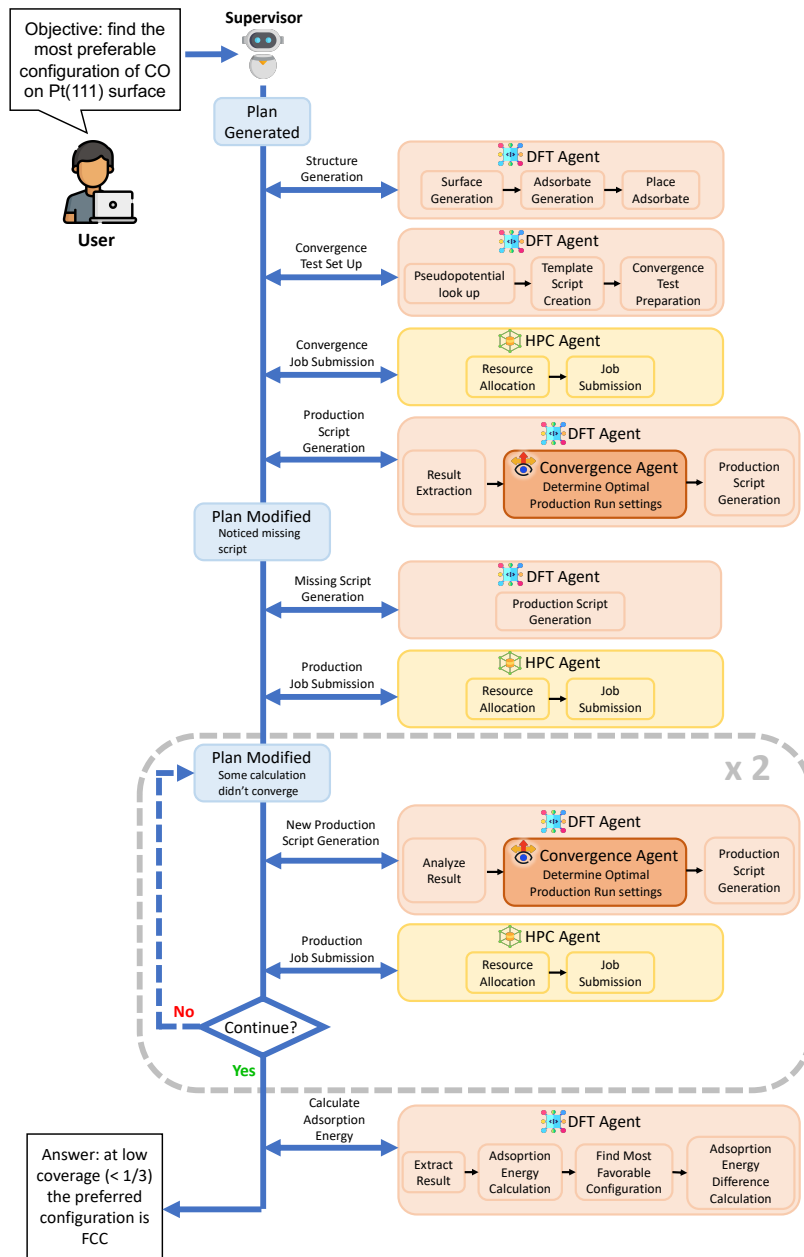 Objective: find the
most preferable
configuration of CO
on Pt(111) surface
User
Supervisor
Plan
Generated
Structure
Generation
DFT Agent
Surface
Generation
Adsorbate
Generation
Place
Adsorbate
Convergence
Test Set Up
DFT Agent
Pseudopotential
look up
Template
Script
Creation
Convergence
Test
Preparation
Convergence
Job Submission
HPC Agent
Resource
Allocation
Job
Submission
Production
Script
Generation
DFT Agent
Result
Extraction
Convergence Agent
Determine Optimal
Production Run settings
Production
Script
Generation
Plan Modified
Noticed missing
script
Missing Script
Generation
DFT Agent
Production Script
Generation
Production
Job Submission
HPC Agent
Resource
Allocation
Job
Submission
x 2
Plan Modified
Some calculation
didn't converge
New Production
Script Generation
DFT Agent
Analyze
Result
Convergence Agent
Determine Optimal
Production Run settings
Production
Script
Generation
Production
Job Submission
HPC Agent
Resource
Allocation
Job
Submission
No
Continue?
Yes
Calculate
Adsorption
Energy
DFT Agent
Extract
Result
Adsoprtion
Energy
Calculation
Find Most
Favorable
Configuration
Adsoprtion
Energy
Difference
Calculation
Answer: at low
coverage (< 1/3)
the preferred
configuration is
FCC